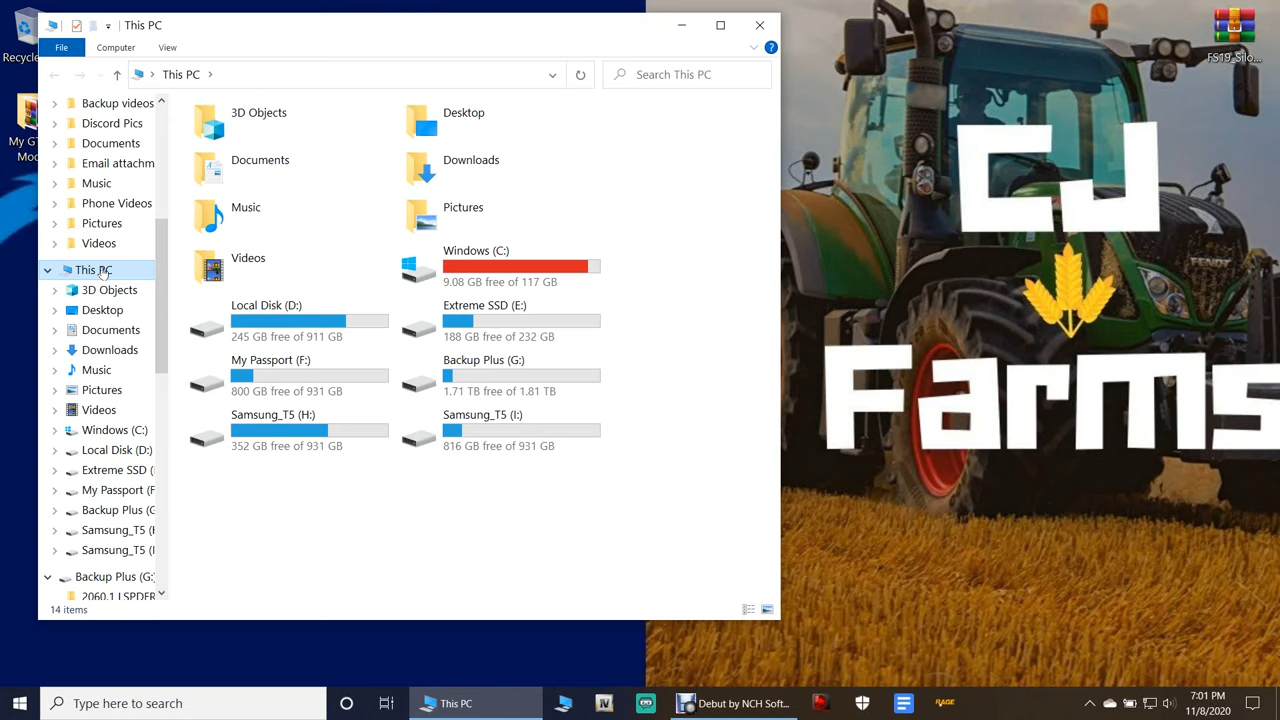 This PC
File
Computer
View
This PC
Search This PC
Backup videos
Discord Pics
Documents
Email attachm
Music
Phone Videos
Pictures
Videos
This PC
3D Objects
Desktop
Documents
Downloads
Music
Pictures
Videos
Windows (C:)
Local Disk (D:)
Extreme SSD (
My Passport (F
Backup Plus (G
Samsung_T5 (H
Samsung_T5 (I
Backup Plus (G:
2060.1 LSPDFR
3D Objects
Desktop
Documents
Downloads
Music
Pictures
Videos
Windows (C:)
9.08 GB free of 117 GB
Local Disk (D:)
245 GB free of 911 GB
Extreme SSD (E:)
188 GB free of 232 GB
My Passport (F:)
800 GB free of 931 GB
Backup Plus (G:)
1.71 TB free of 1.81 TB
Samsung_T5 (H:)
352 GB free of 931 GB
Samsung_T5 (I:)
816 GB free of 931 GB
14 items
Recycle
My GT
Mod
FS19_Silo...
CJ
Farms
Type here to search
This PC
IV
Debut by NCH Soft...
RAGE
7:01 PM
11/8/2020